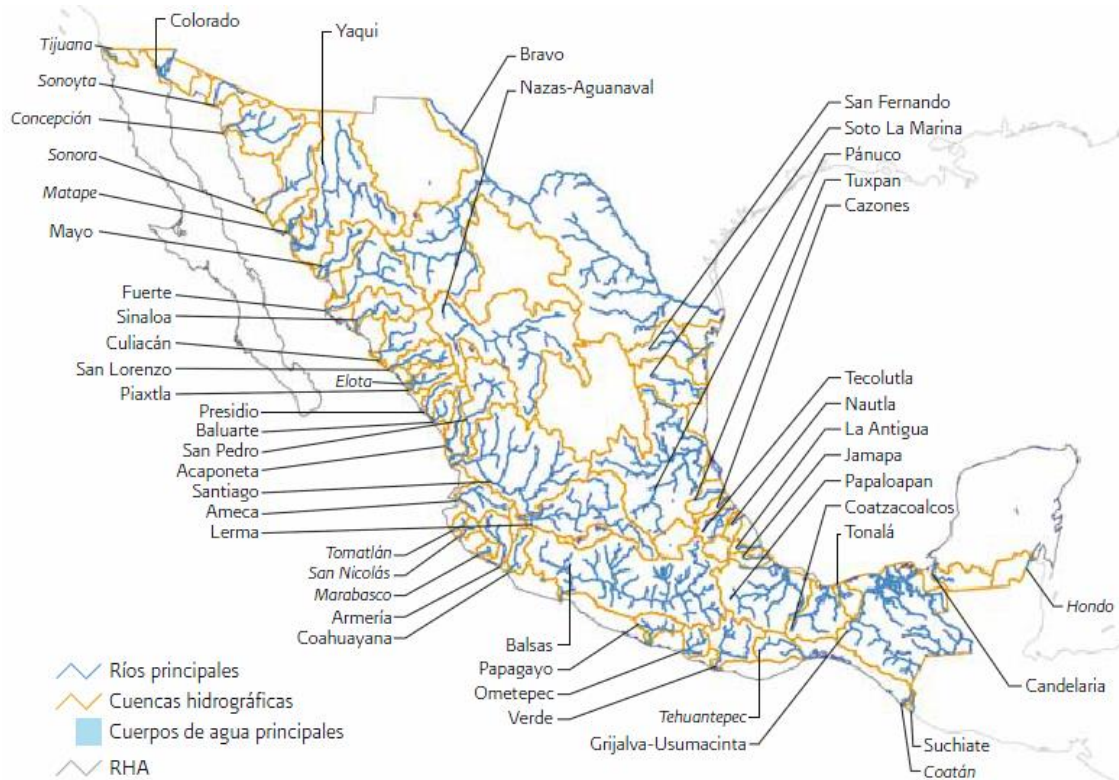 Colorado
Tijuana
Yaqui
Bravo
Sonoyta
Nazas-Aguanaval
Concepción
San Fernando
Soto La Marina
Sonora
Pánuco
Matape
Tuxpan
Mayo
Cazones
Fuerte
Sinaloa
Culiacán
San Lorenzo
Elota
Piaxtla
Tecolutla
Presidio
Nautla
Baluarte
La Antigua
San Pedro
Jamapa
Acaponeta
Papaloapan
Santiago
Coatzacoalcos
Ameca
Tonalá
Lerma
Tomatlán
San Nicolás
Marabasco
Hondo
Armería
Coahuayana
Balsas
Papagayo
Candelaria
Ometepec
Verde
Tehuantepec
Grijalva-Usumacinta
Suchiate
Coatán
Ríos principales
Cuencas hidrográficas
Cuerpos de agua principales
RHA